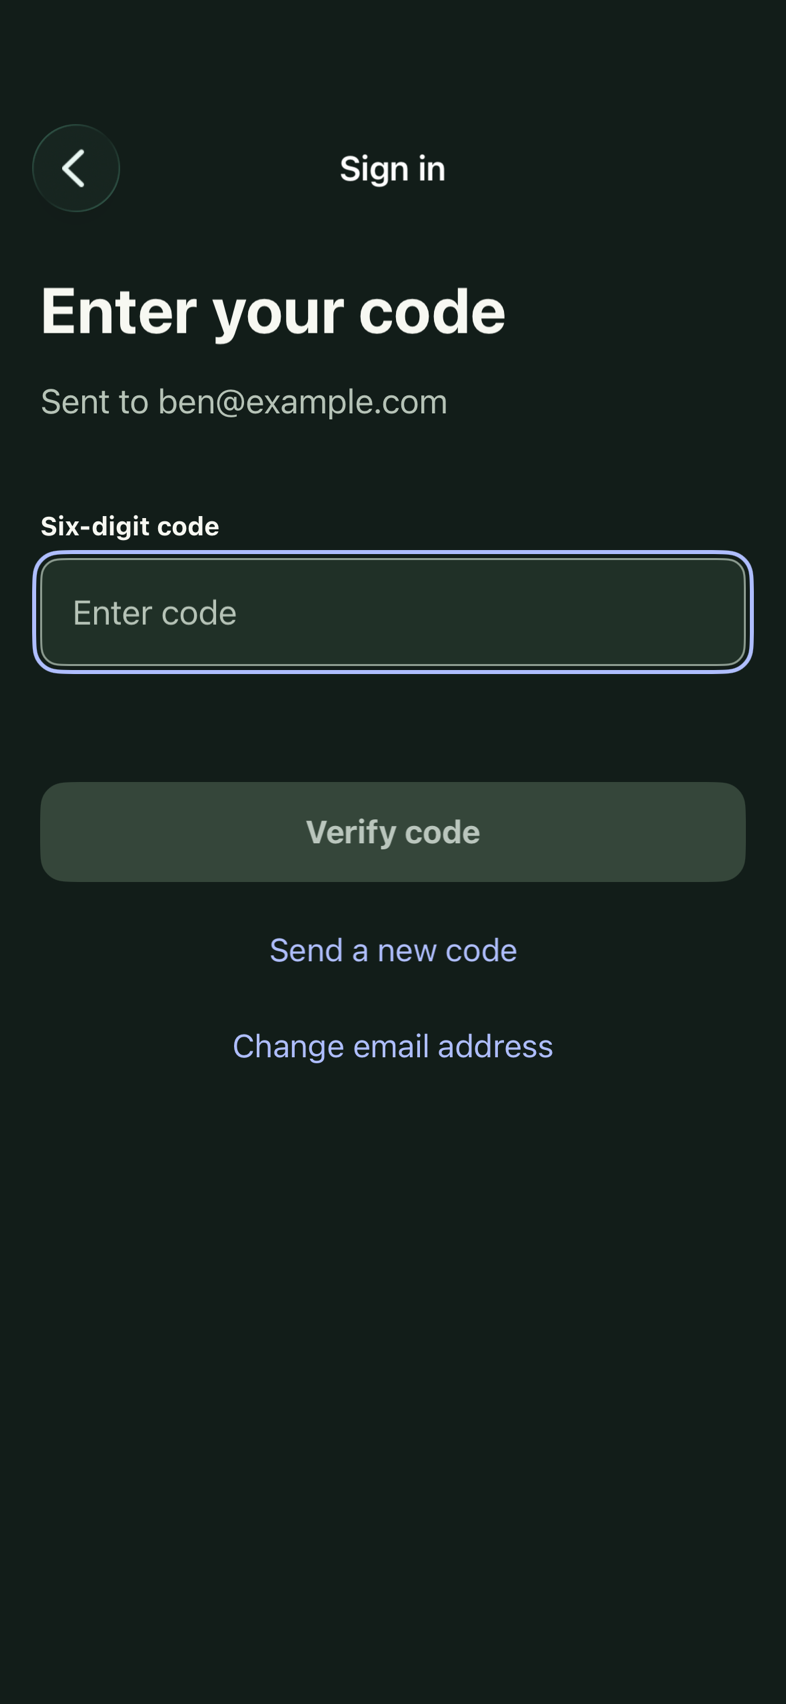 Sign in
Enter your code
Sent to ben@example.com
Six-digit code
Enter code
Verify code
Send a new code
Change email address